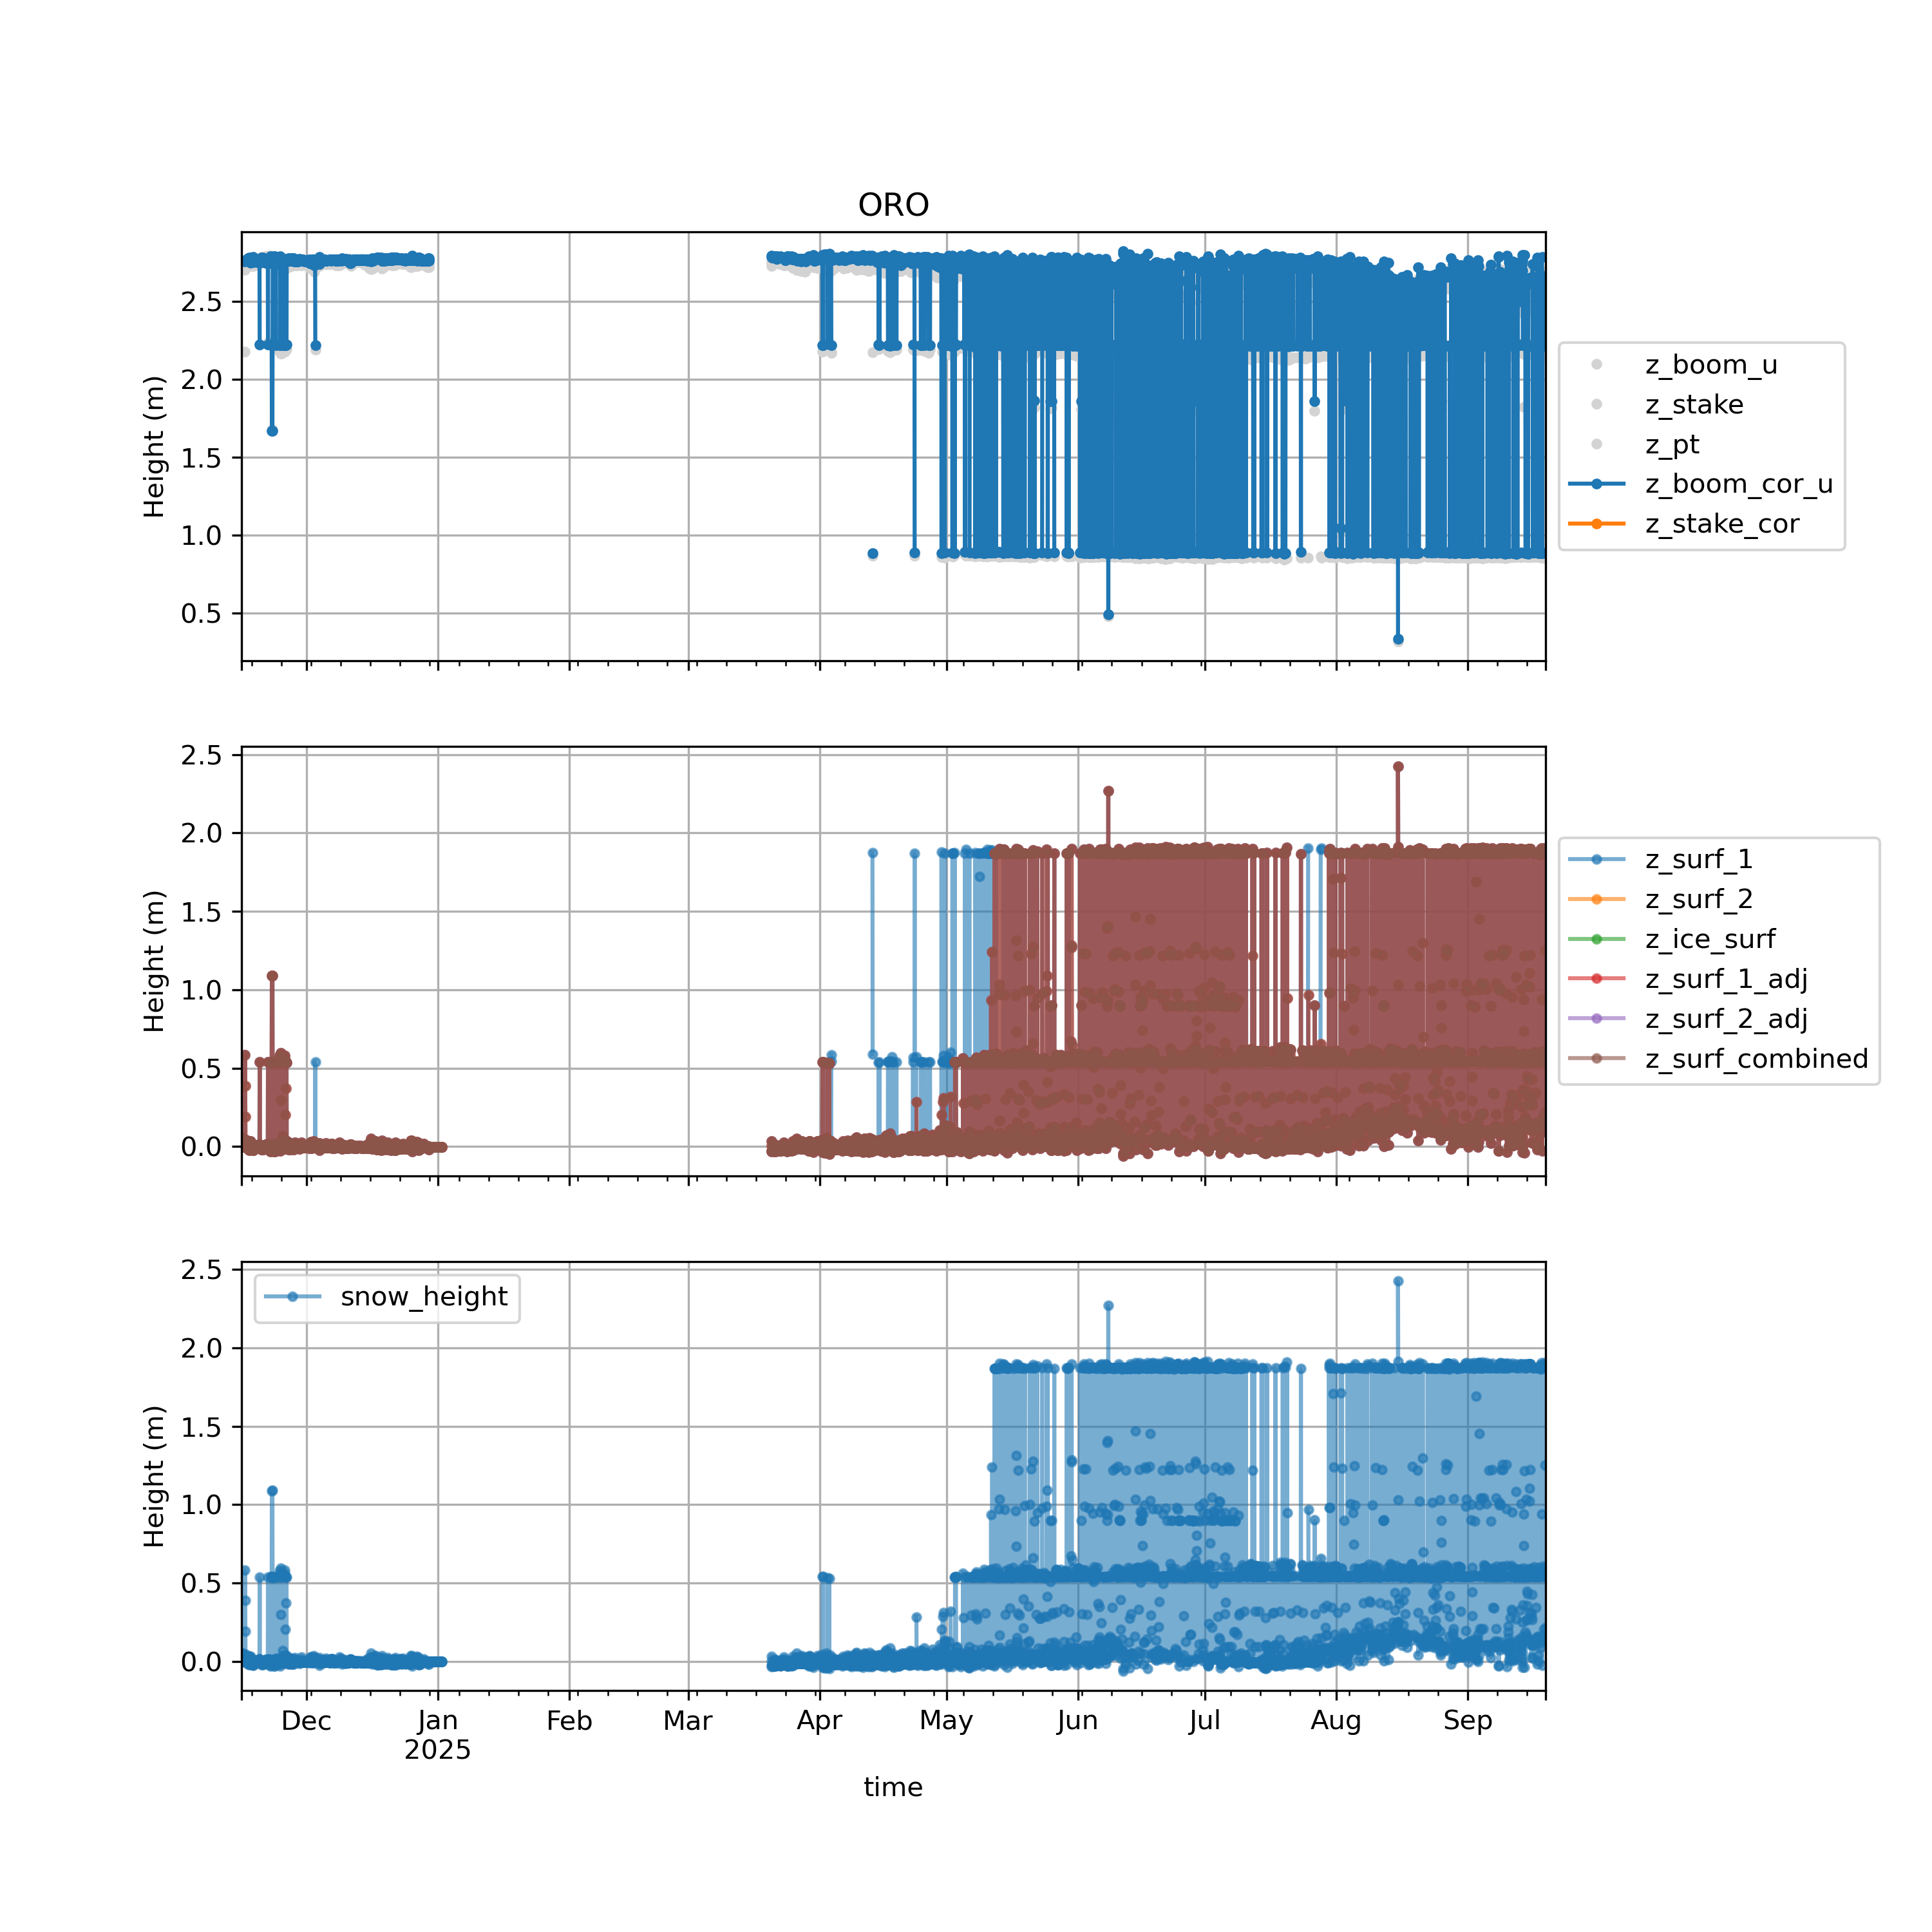 ORO
Height (m)
2.5
2.0
1.5
1.0
0.5
z_boom_u
z_stake
z_pt
z_boom_cor_u
z_stake_cor
Height (m)
2.5
2.0
1.5
1.0
0.5
0.0
z_surf_1
z_surf_2
z_ice_surf
z_surf_1_adj
z_surf_2_adj
z_surf_combined
Height (m)
2.5
2.0
1.5
1.0
0.5
0.0
snow_height
Dec Jan Feb Mar Apr May Jun Jul Aug Sep
2025
time